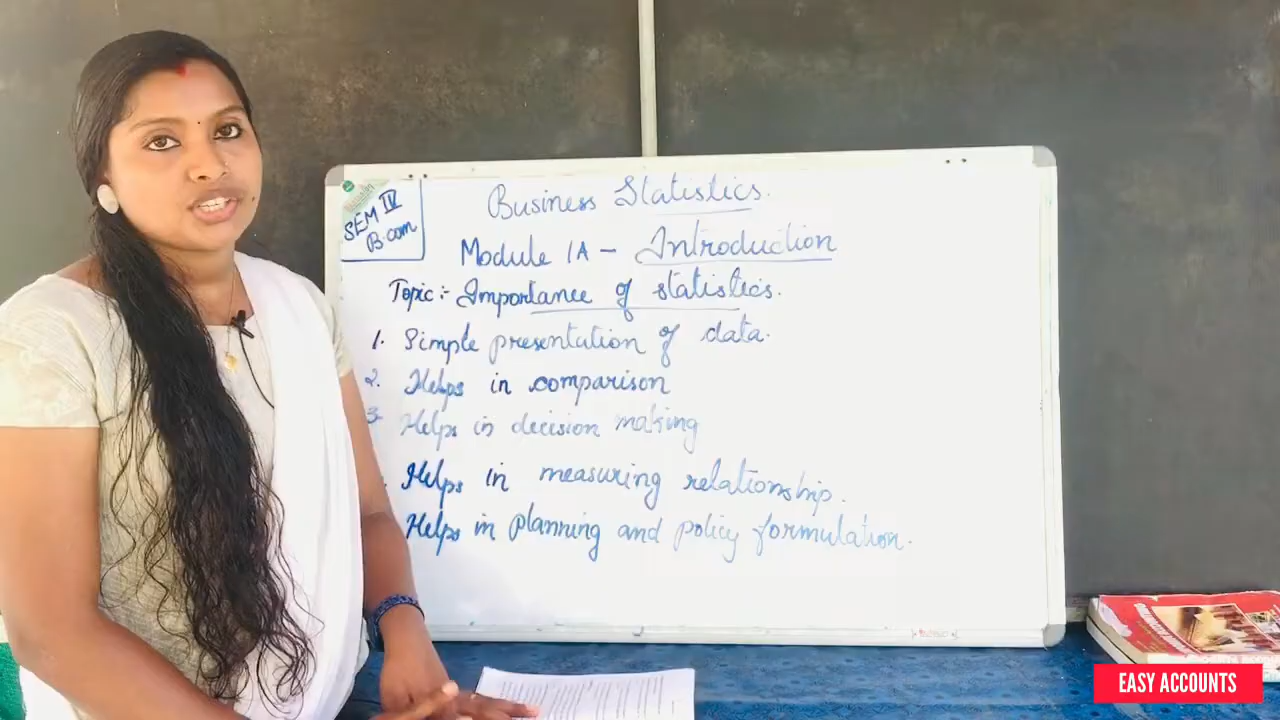 SEM IV
B.com
Business Statistics.
Module 1A – Introduction
Topic :- Importance of statistics.
1. Simple presentation of data.
2. Helps in comparison
3. Helps in decision making
Helps in measuring relationship.
Helps in planning and policy formulation.
EASY ACCOUNTS